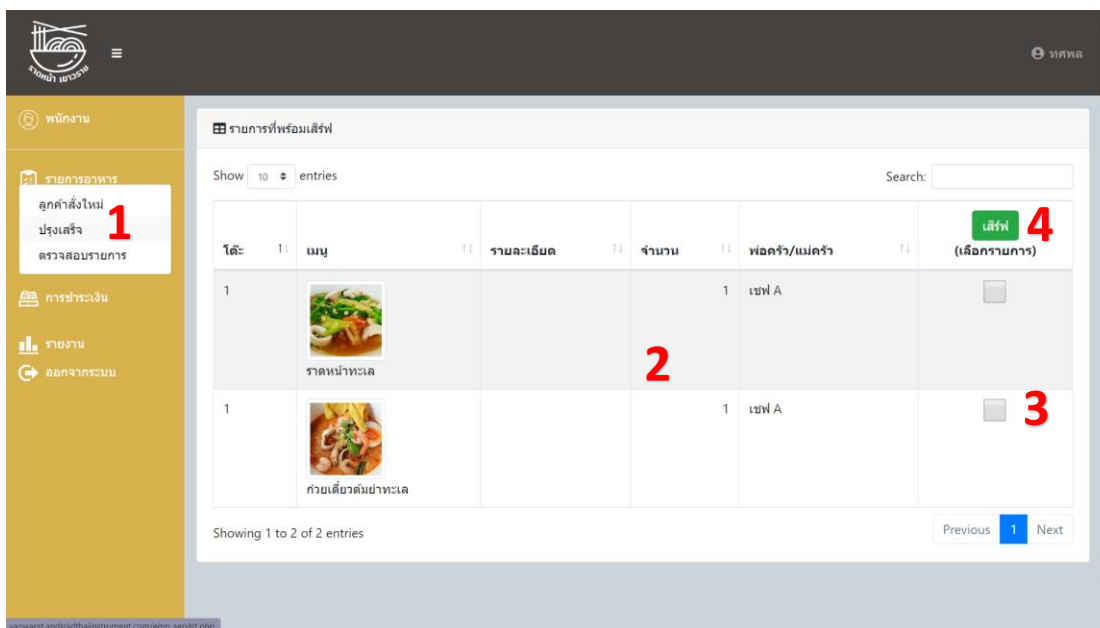 ราดหน้า เยาวราช
ทศพล
พนักงาน
รายการอาหาร
ลูกค้าสั่งใหม่
ปรุงเสร็จ
ตรวจสอบรายการ
1
การชำระเงิน
รายงาน
ออกจากระบบ
รายการที่พร้อมเสิร์ฟ
Show 10 entries
Search:
เสิร์ฟ 4
โต๊ะ เมนู รายละเอียด จำนวน พ่อครัว/แม่ครัว (เลือกรายการ)
1 1 เชฟ A
ราดหน้าทะเล
2
1 1 เชฟ A
3
ก๋วยเตี๋ยวต้มยำทะเล
Showing 1 to 2 of 2 entries
Previous 1 Next
yaowarat.androidthaiinstrument.com/emp_servlst.php